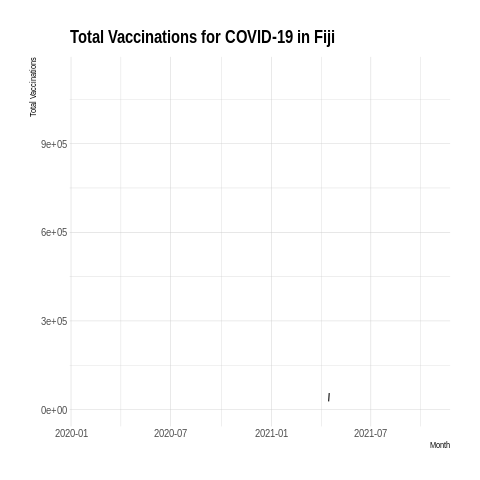 Total Vaccinations for COVID-19 in Fiji
Total Vaccinations
9e+05
6e+05
3e+05
0e+00
2020-01 2020-07 2021-01 2021-07
Month